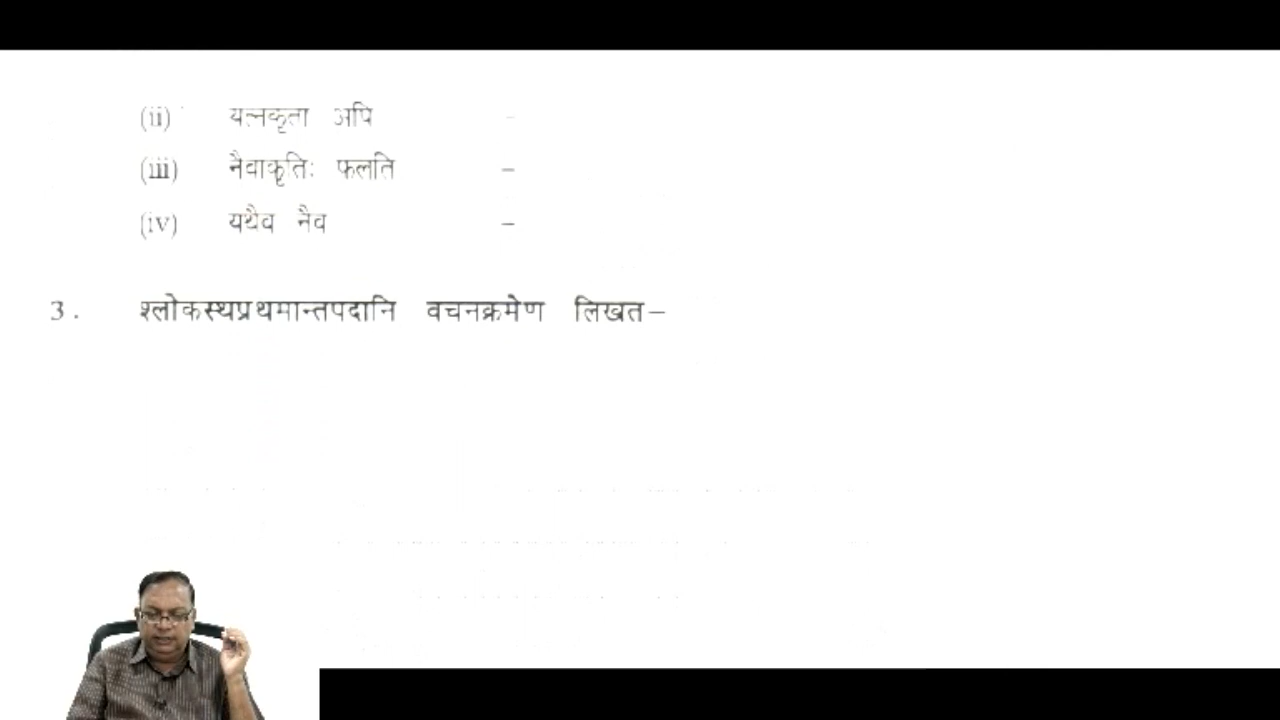 (ii) यत्नकृता अपि -
(iii) नैवाकृतिः फलति –
(iv) यथैव नैव –
3. श्लोकस्थप्रथमान्तपदानि वचनक्रमेण लिखत–